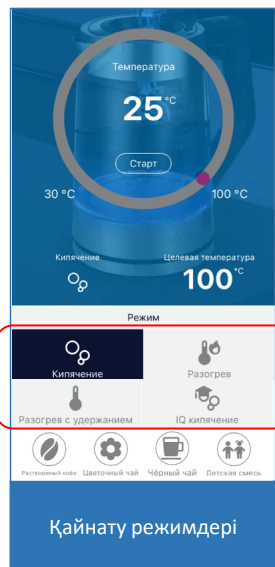 Температура
25°C
Старт
30 °C 100 °C
Кипячение Целевая температура
100°C
Режим
Кипячение Разогрев
Разогрев с удержанием IQ кипячение
Растворимый кофе Цветочный чай Чёрный чай Детская смесь
Қайнату режимдері